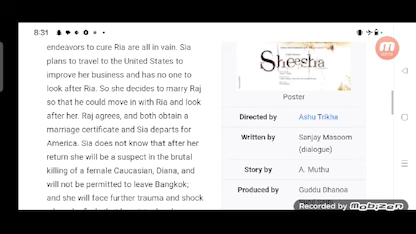 8:31
endeavors to cure Ria are all in vain. Sia
plans to travel to the United States to
improve her business and has no one to
look after Ria. So she decides to marry Raj
so that he could move in with Ria and look
after her. Raj agrees, and both obtain a
marriage certificate and Sia departs for
America. Sia does not know that after her
return she will be a suspect in the brutal
killing of a female Caucasian, Diana, and
will not be permitted to leave Bangkok;
and she will face further trauma and shock
Sheesha
Poster
Directed by Ashu Trikha
Written by Sanjay Masoom
(dialogue)
Story by A. Muthu
Produced by Guddu Dhanoa
Recorded by Mobizen